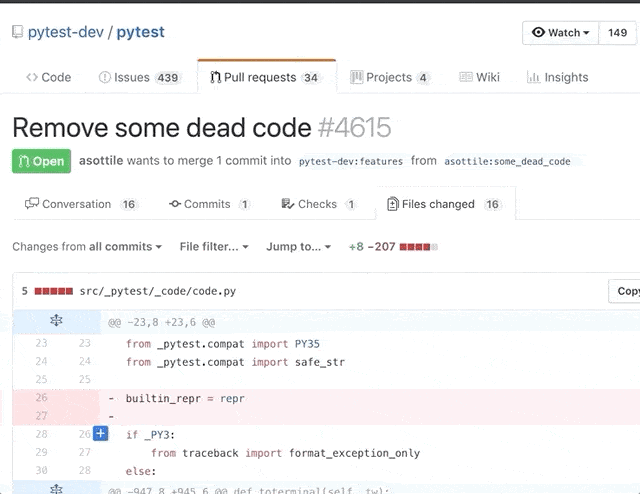 pytest-dev / pytest
Watch 149
Code Issues 439 Pull requests 34 Projects 4 Wiki Insights
Remove some dead code #4615
Open asottile wants to merge 1 commit into pytest-dev:features from asottile:some_dead_code
Conversation 16 Commits 1 Checks 1 Files changed 16
Changes from all commits File filter... Jump to... +8 −207
5 src/_pytest/_code/code.py Copy
@@ -23,8 +23,6 @@
23 23 from _pytest.compat import PY35
24 24 from _pytest.compat import safe_str
25 25
26 - builtin_repr = repr
27 -
28 26 + if _PY3:
29 27 from traceback import format_exception_only
30 28 else:
@@ -947,8 +945,6 @@ def toterminal(self, tw):